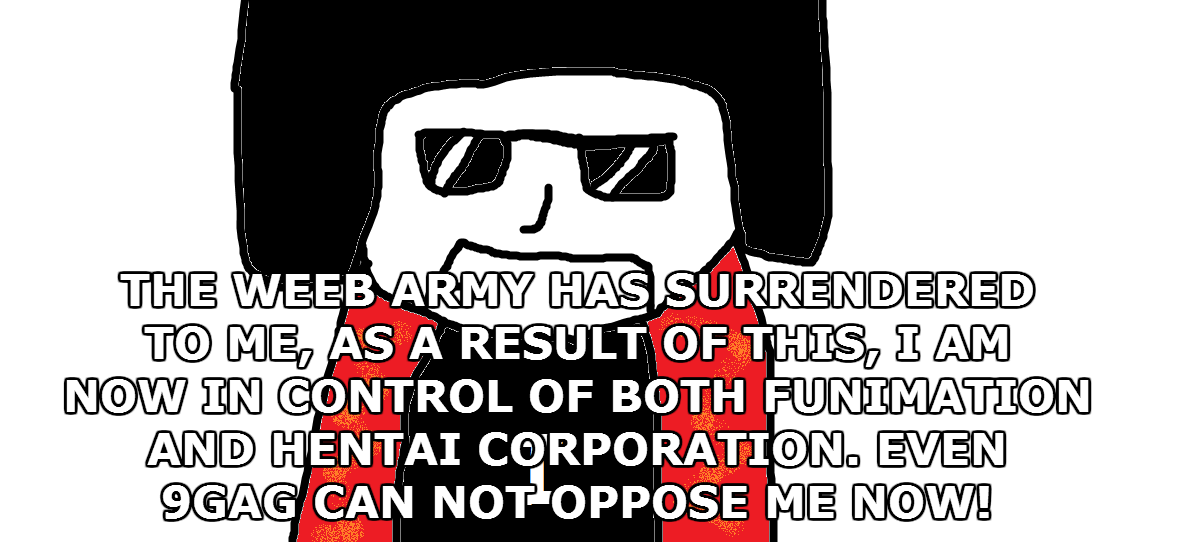 THE WEEB ARMY HAS SURRENDERED
TO ME, AS A RESULT OF THIS, I AM
NOW IN CONTROL OF BOTH FUNIMATION
AND HENTAI CORPORATION. EVEN
9GAG CAN NOT OPPOSE ME NOW!